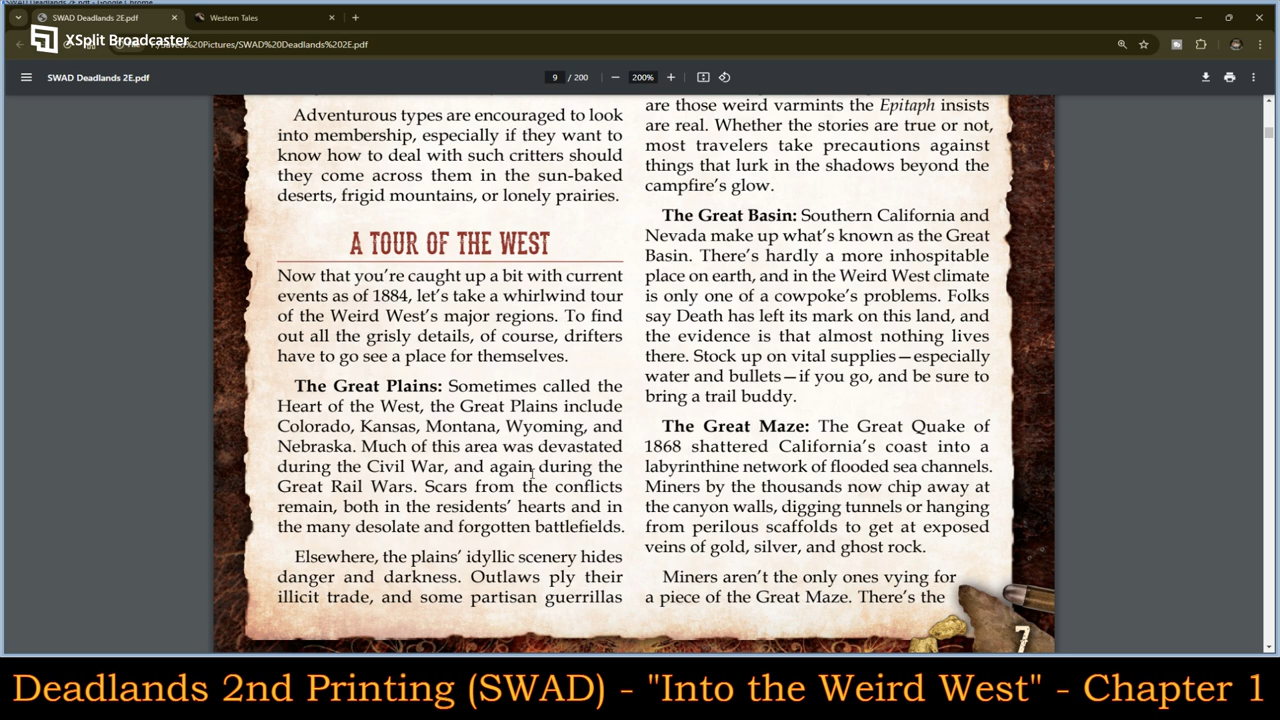 SWAD Deadlands 2E.pdf
Western Tales
XSplit Broadcaster
SWAD Deadlands 2E.pdf
9 / 200
200%
Adventurous types are encouraged to look
into membership, especially if they want to
know how to deal with such critters should
they come across them in the sun-baked
deserts, frigid mountains, or lonely prairies.
A TOUR OF THE WEST
Now that you're caught up a bit with current
events as of 1884, let's take a whirlwind tour
of the Weird West's major regions. To find
out all the grisly details, of course, drifters
have to go see a place for themselves.
The Great Plains: Sometimes called the
Heart of the West, the Great Plains include
Colorado, Kansas, Montana, Wyoming, and
Nebraska. Much of this area was devastated
during the Civil War, and again during the
Great Rail Wars. Scars from the conflicts
remain, both in the residents' hearts and in
the many desolate and forgotten battlefields.
Elsewhere, the plains' idyllic scenery hides
danger and darkness. Outlaws ply their
illicit trade, and some partisan guerrillas
are those weird varmints the Epitaph insists
are real. Whether the stories are true or not,
most travelers take precautions against
things that lurk in the shadows beyond the
campfire's glow.
The Great Basin: Southern California and
Nevada make up what's known as the Great
Basin. There's hardly a more inhospitable
place on earth, and in the Weird West climate
is only one of a cowpoke's problems. Folks
say Death has left its mark on this land, and
the evidence is that almost nothing lives
there. Stock up on vital supplies—especially
water and bullets—if you go, and be sure to
bring a trail buddy.
The Great Maze: The Great Quake of
1868 shattered California's coast into a
labyrinthine network of flooded sea channels.
Miners by the thousands now chip away at
the canyon walls, digging tunnels or hanging
from perilous scaffolds to get at exposed
veins of gold, silver, and ghost rock.
Miners aren't the only ones vying for
a piece of the Great Maze. There's the
7
Deadlands 2nd Printing (SWAD) - "Into the Weird West" - Chapter 1